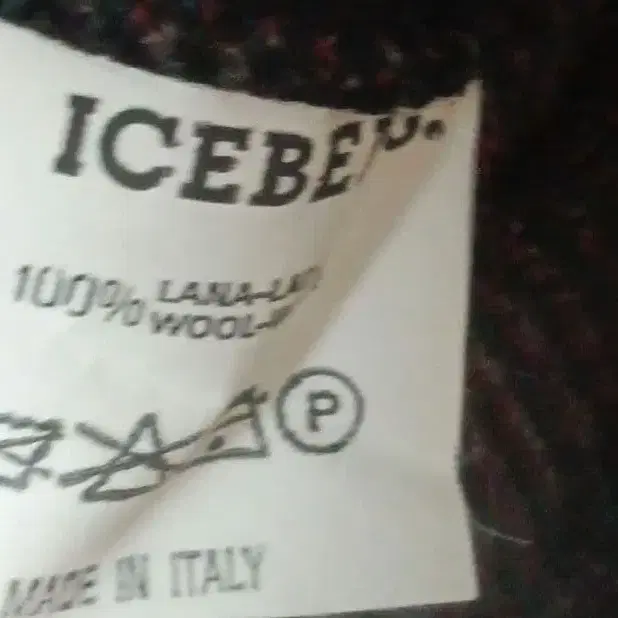 ICEBE
100% LANA-
WOOL-
P
MADE IN ITALY